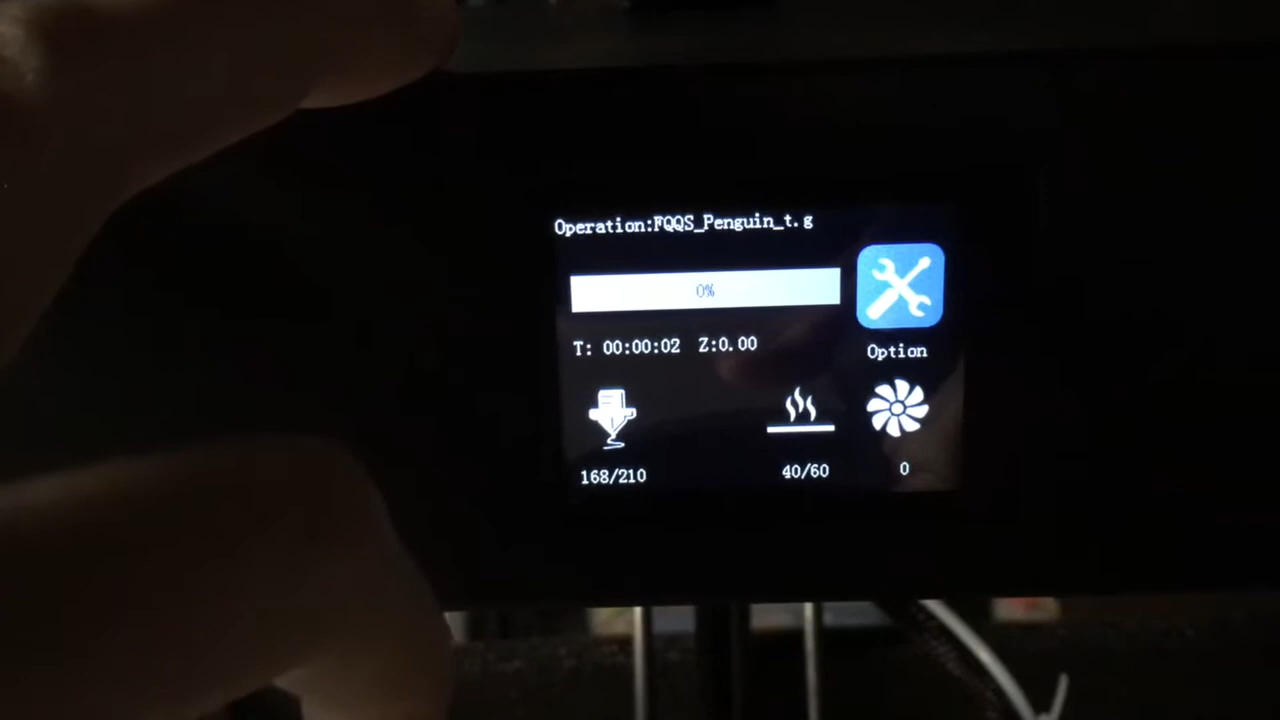 Operation:FQQS_Penguin_t.g
0%
T: 00:00:02 Z:0.00
Option
168/210
40/60
0